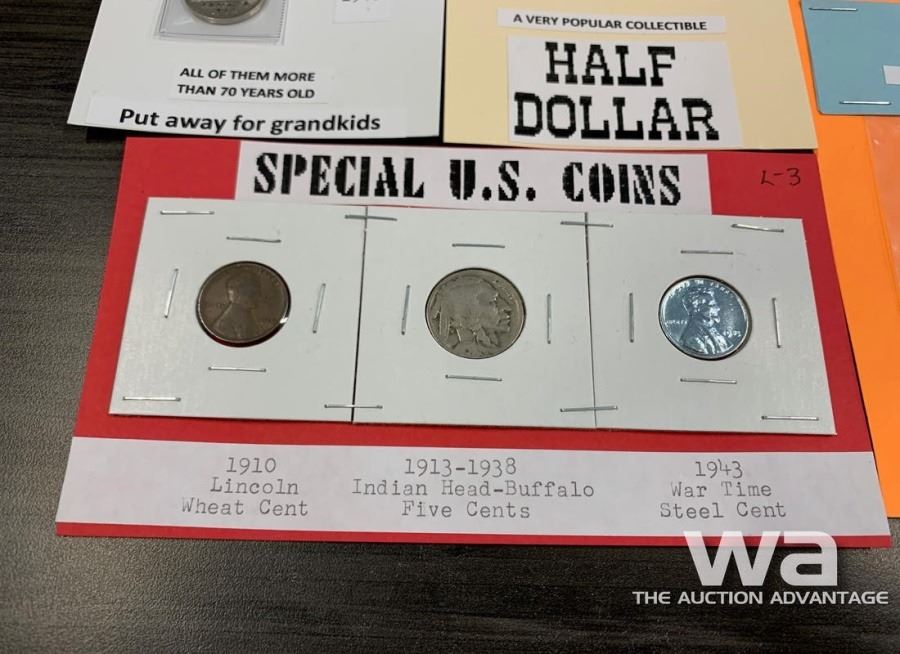 ALL OF THEM MORE
THAN 70 YEARS OLD
Put away for grandkids
A VERY POPULAR COLLECTIBLE
HALF
DOLLAR
SPECIAL U.S. COINS
L-3
1910
Lincoln
Wheat Cent
1913-1938
Indian Head-Buffalo
Five Cents
1943
War Time
Steel Cent
wa
THE AUCTION ADVANTAGE